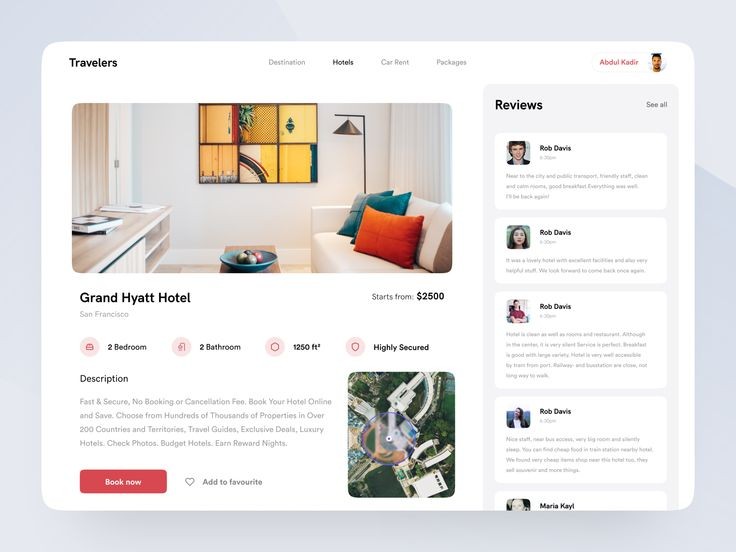 Travelers
Destination
Hotels
Car Rent
Packages
Abdul Kadir
Grand Hyatt Hotel
Starts from: $2500
San Francisco
2 Bedroom
2 Bathroom
1250 ft²
Highly Secured
Description
Fast & Secure, No Booking or Cancellation Fee. Book Your Hotel Online
and Save. Choose from Hundreds of Thousands of Properties in Over
200 Countries and Territories, Travel Guides, Exclusive Deals, Luxury
Hotels. Check Photos. Budget Hotels. Earn Reward Nights.
Book now
Add to favourite
Reviews
See all
Rob Davis
6:30pm
Near to the city and public transport, friendly staff, clean
and calm rooms, good breakfast.Everything was well.
I'll be back again!
Rob Davis
6:30pm
It was a lovely hotel with excellent facilities and also very
helpful stuff. We look forward to come back once again.
Rob Davis
6:30pm
Hotel is clean as well as rooms and restaurant. Although
in the center, it is very silent Service is perfect. Breakfast
is good with large variety. Hotel is very well accessible
by train from port. Railway- and busstation are close, not
long way to walk.
Rob Davis
6:30pm
Nice staff, near bus access, very big room and silently
sleep. You can find cheap food in train station nearby hotel.
We found very cheap items shop near this hotel too, they
sell souvenir and more things.
Maria Kayl